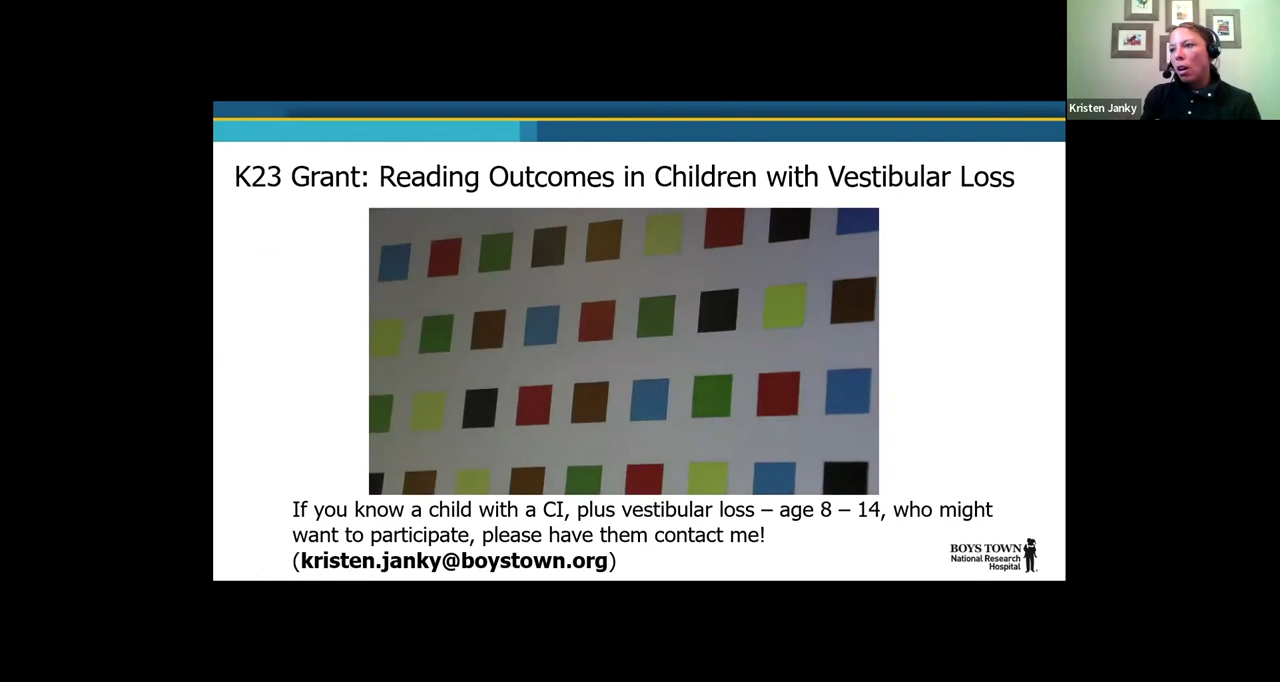 Kristen Janky
K23 Grant: Reading Outcomes in Children with Vestibular Loss
If you know a child with a CI, plus vestibular loss – age 8 – 14, who might
want to participate, please have them contact me!
(kristen.janky@boystown.org)
BOYS TOWN
National Research
Hospital